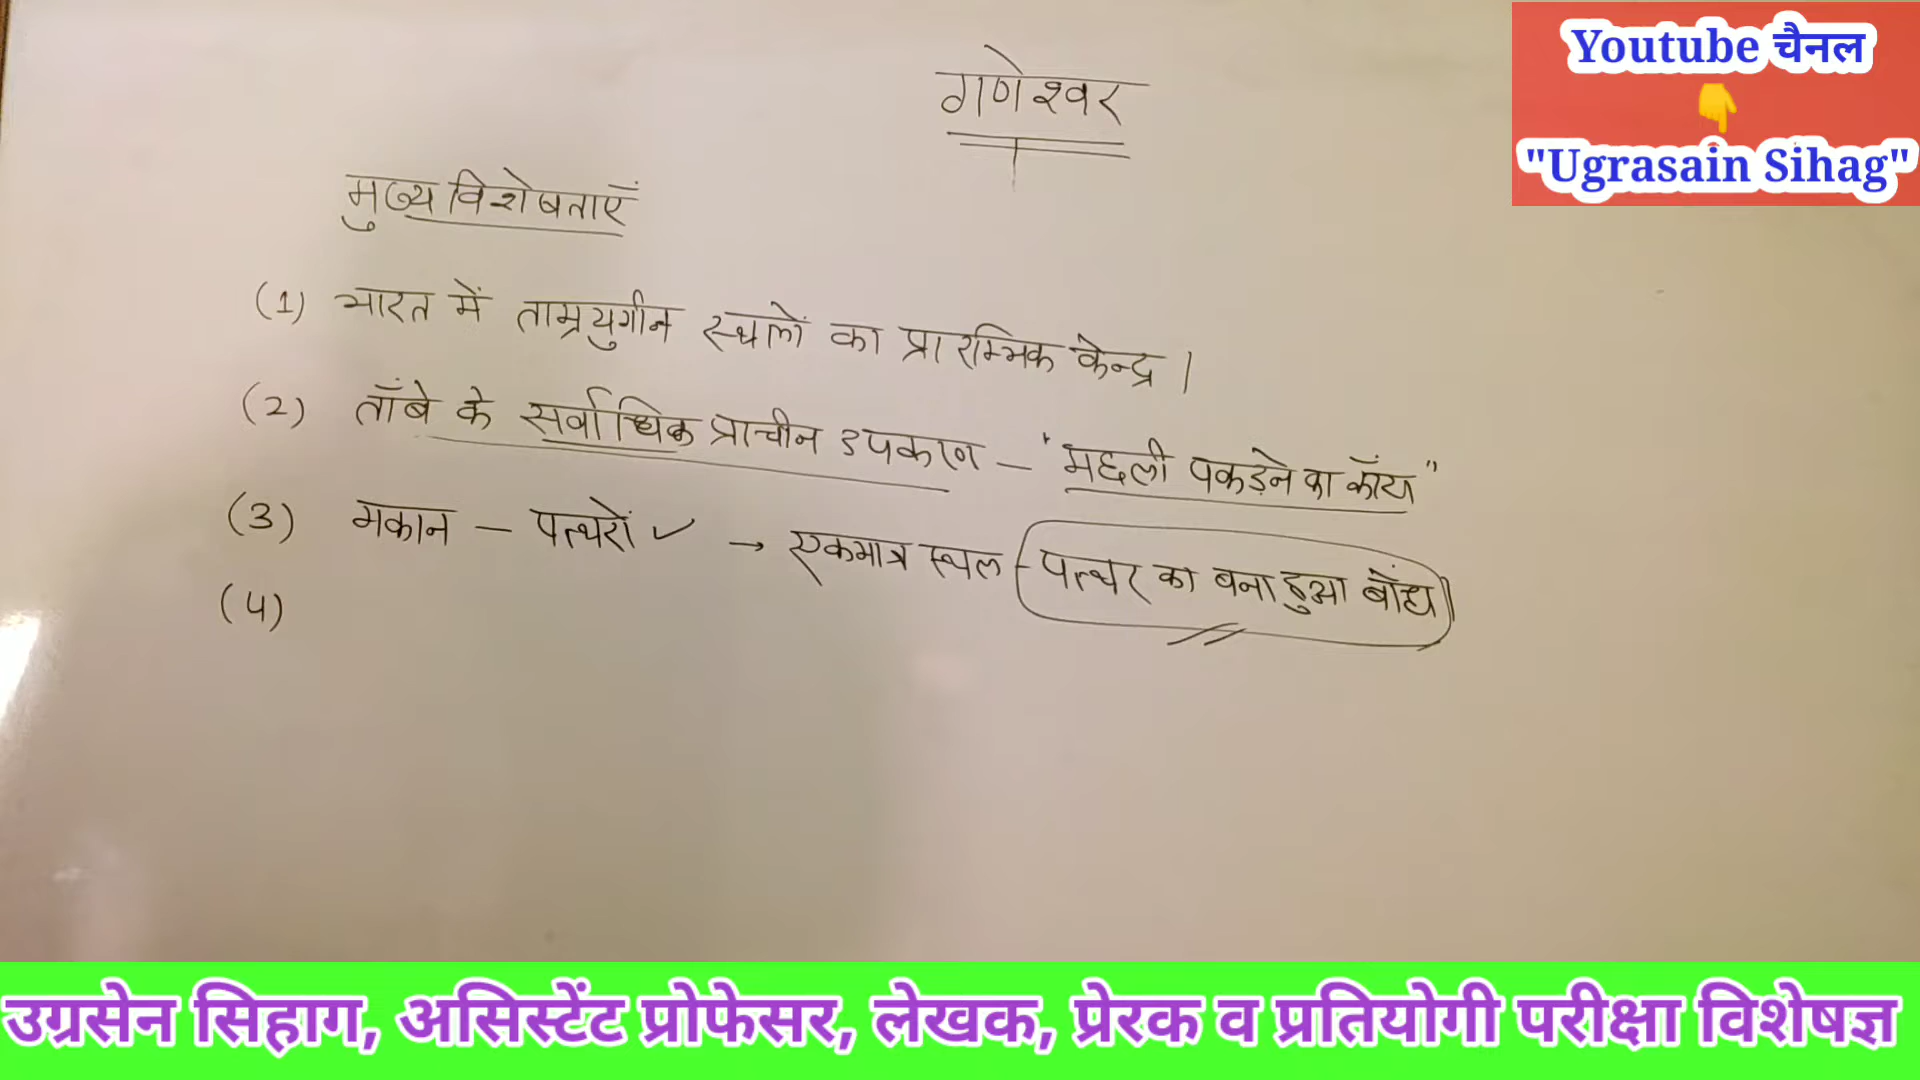 Youtube चैनल
"Ugrasain Sihag"
गणेश्वर
मुख्य विशेषताएँ
(1) भारत में ताम्रयुगीन स्थलों का प्रारम्भिक केन्द्र।
(2) ताँबे के सर्वाधिक प्राचीन उपकरण – "मछली पकड़ने का काँटा"
(3) मकान – पत्थरों ✓ → एकमात्र स्थल – पत्थर का बना हुआ बाँध।
(4)
उग्रसेन सिहाग, असिस्टेंट प्रोफेसर, लेखक, प्रेरक व प्रतियोगी परीक्षा विशेषज्ञ